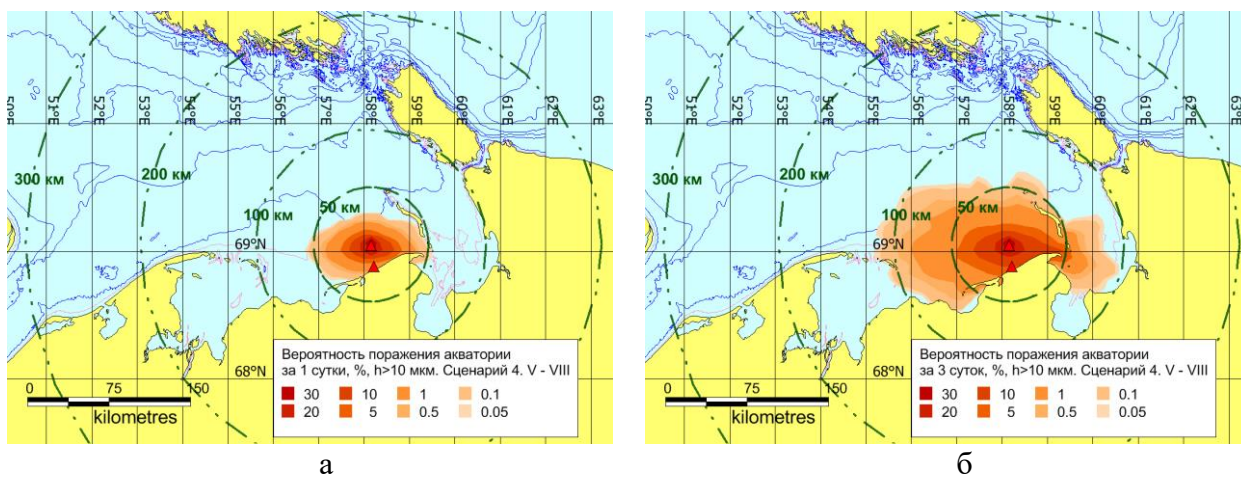 50°E 51°E 52°E 53°E 54°E 55°E 56°E 57°E 58°E 59°E 60°E 61°E 62°E 63°E
300 км
200 км
100 км
50 км
69°N
68°N
0 75 150
kilometres
Вероятность поражения акватории
за 1 сутки, %, h>10 мкм. Сценарий 4. V - VIII
30 10 1 0.1
20 5 0.5 0.05
а
50°E 51°E 52°E 53°E 54°E 55°E 56°E 57°E 58°E 59°E 60°E 61°E 62°E 63°E
300 км
200 км
100 км
50 км
69°N
68°N
0 75 150
kilometres
Вероятность поражения акватории
за 3 суток, %, h>10 мкм. Сценарий 4. V - VIII
30 10 1 0.1
20 5 0.5 0.05
б